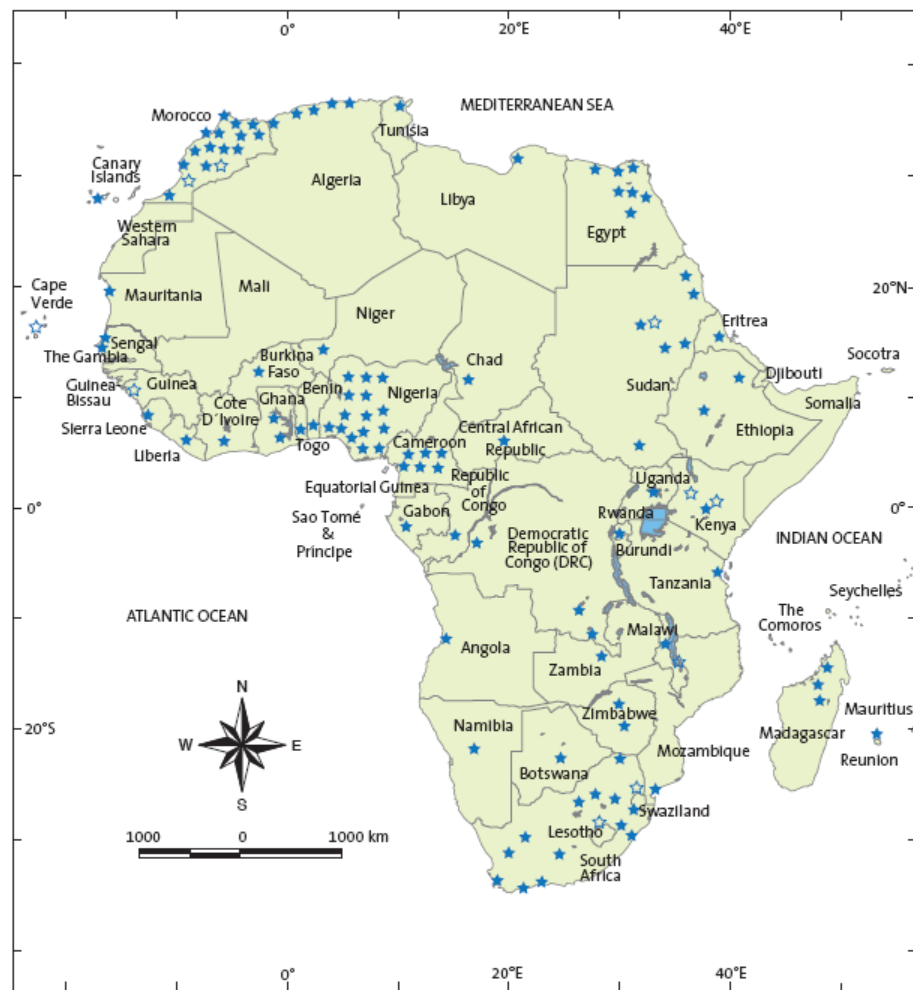 0°
20°E
40°E
MEDITERRANEAN SEA
Morocco
Tunisia
Canary
Islands
Algeria
Libya
Egypt
Western
Sahara
Cape
Verde
Mauritania
Mali
Niger
20°N
Eritrea
Sengal
The Gambia
Burkina
Faso
Chad
Socotra
Djibouti
Guinea-
Bissau
Guinea
Benin
Nigeria
Sudan
Somalia
Ghana
Cote
D´Ivoire
Sierra Leone
Central African
Republic
Ethiopia
Liberia
Togo
Cameroon
Equatorial Guinea
Republic
of
Congo
Uganda
0°
Sao Tomé
&
Principe
Gabon
Rwanda
Kenya
Democratic
Republic of
Congo (DRC)
Burundi
INDIAN OCEAN
Tanzania
Seychelles
ATLANTIC OCEAN
The
Comoros
Malawi
Angola
Zambia
N
W
E
S
20°S
Namibia
Zimbabwe
Mauritius
Madagascar
Mozambique
Reunion
Botswana
Swaziland
Lesotho
1000
0
1000 km
South
Africa
0°
20°E
40°E